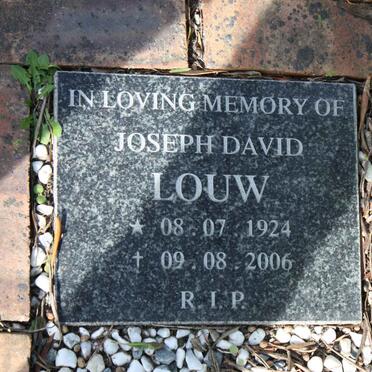 IN LOVING MEMORY OF
JOSEPH DAVID
LOUW
★ 08 . 07 . 1924
† 09 . 08 . 2006
R . I . P.